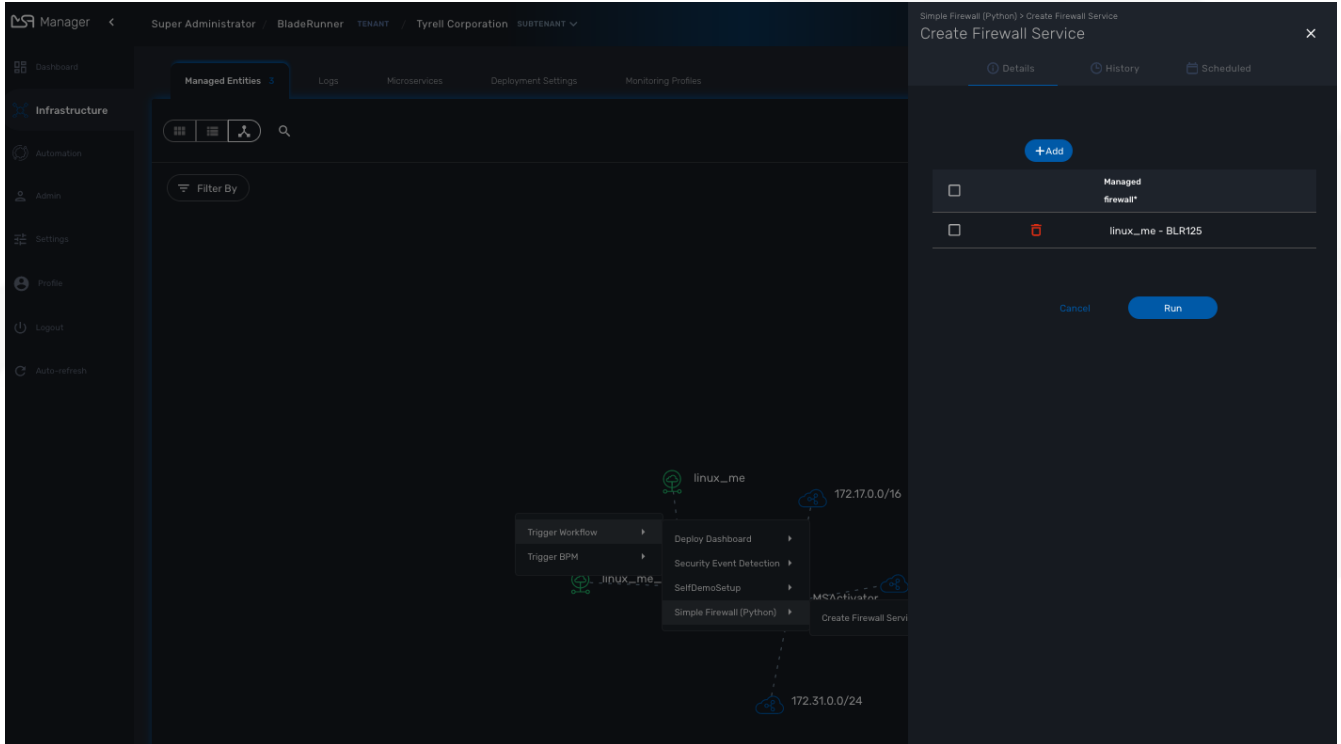 Manager
Super Administrator / BladeRunner TENANT / Tyrell Corporation SUBTENANT
Simple Firewall (Python) > Create Firewall Service
Create Firewall Service
Details History Scheduled
Dashboard
Infrastructure
Automation
Admin
Settings
Profile
Logout
Auto-refresh
Managed Entities 3 Logs Microservices Deployment Settings Monitoring Profiles
Filter By
+Add
Managed
firewall*
linux_me - BLR125
Cancel Run
linux_me
172.17.0.0/16
Trigger Workflow
Trigger BPM
Deploy Dashboard
Security Event Detection
SelfDemoSetup
Simple Firewall (Python)
Create Firewall Servi
linux_me_
MSActivator
172.31.0.0/24